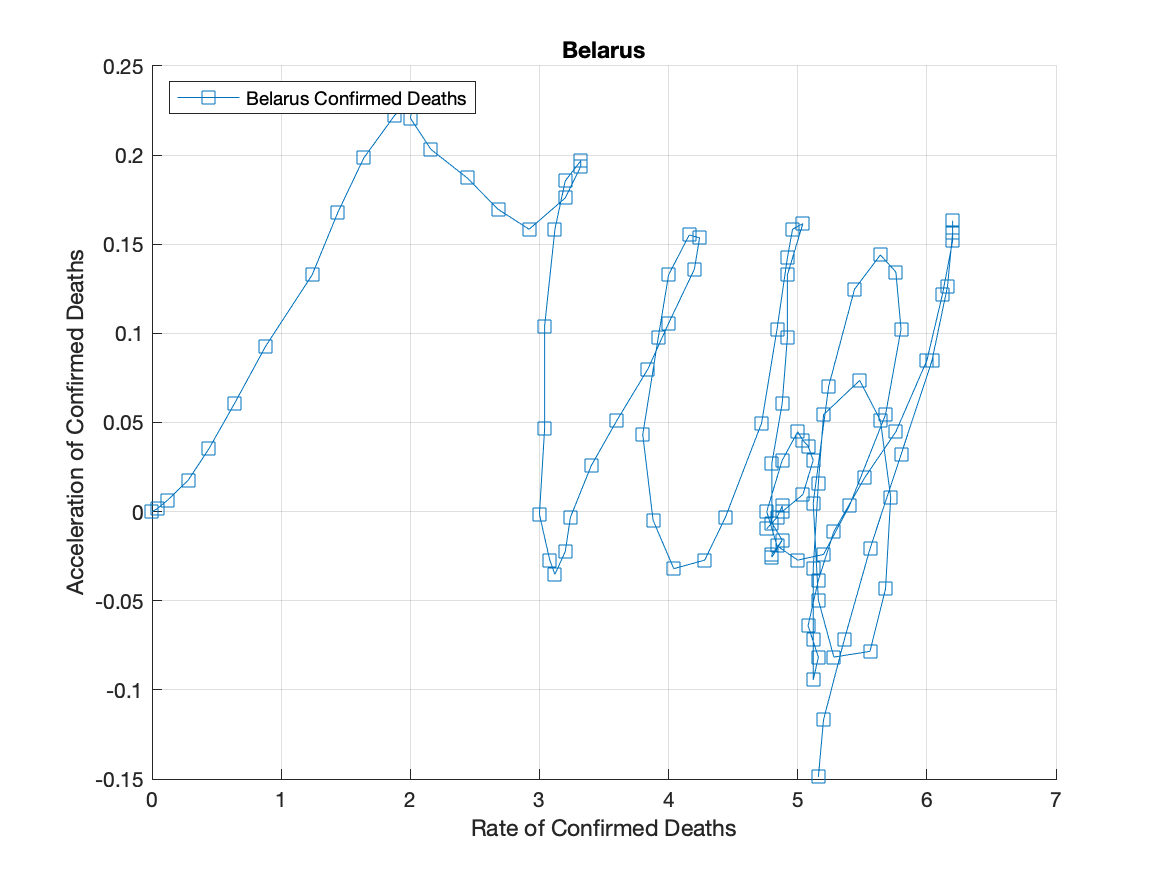 Belarus
0.25
Belarus Confirmed Deaths
0.2
0.15
0.1
0.05
0
-0.05
-0.1
-0.15
Acceleration of Confirmed Deaths
0 1 2 3 4 5 6 7
Rate of Confirmed Deaths